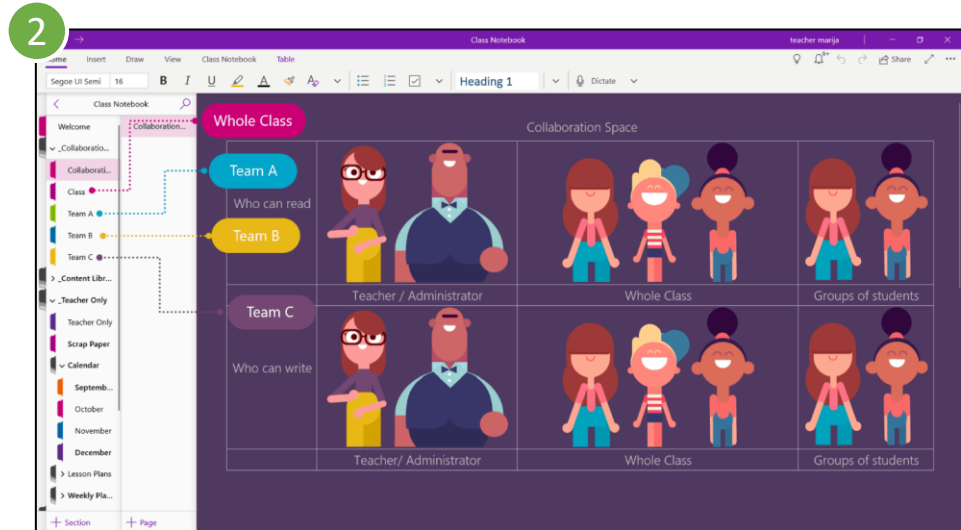 2
Class Notebook
teacher marija
Home Insert Draw View Class Notebook Table
Share
Segoe UI Semi 16 B I U A A Heading 1 Dictate
Class Notebook
Welcome
_Collaboratio...
Collaborati...
Class
Team A
Team B
Team C
>_Content Libr...
_Teacher Only
Teacher Only
Scrap Paper
Calendar
Septemb...
October
November
December
> Lesson Plans
> Weekly Pla...
+ Section
Collaboration...
+ Page
Whole Class
Team A
Team B
Team C
Collaboration Space
Who can read
Teacher / Administrator
Whole Class
Groups of students
Who can write
Teacher/ Administrator
Whole Class
Groups of students